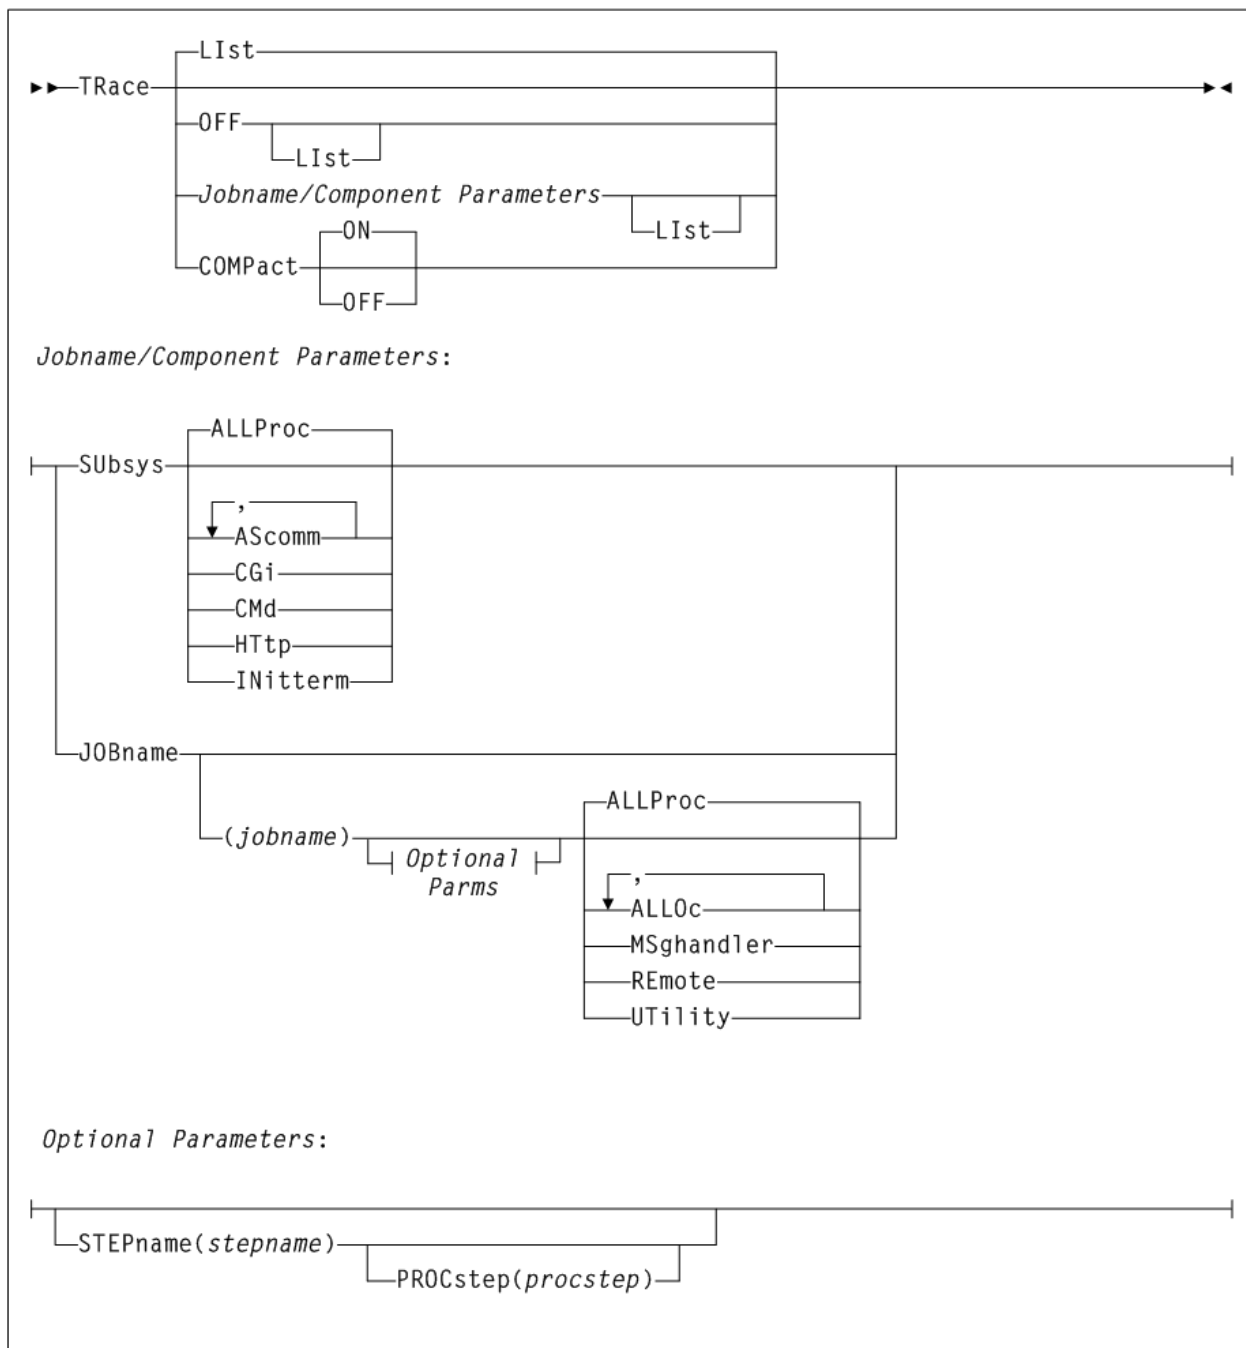 LIst
TRace
OFF
LIst
Jobname/Component Parameters
LIst
ON
COMPact
OFF
Jobname/Component Parameters:
ALLProc
SUbsys
,
AScomm
CGi
CMd
HTtp
INitterm
JOBname
ALLProc
(jobname)
Optional
Parms
,
ALLOc
MSghandler
REmote
UTility
Optional Parameters:
STEPname(stepname)
PROCstep(procstep)